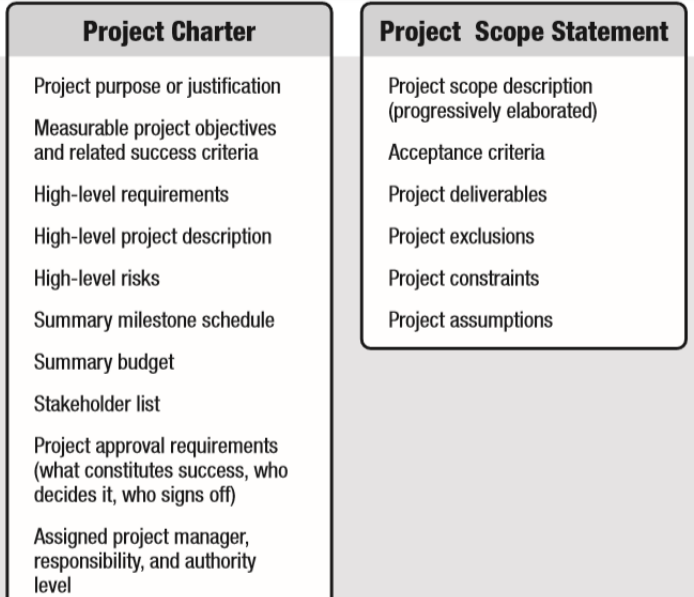 Project Charter
Project purpose or justification
Measurable project objectives
and related success criteria
High-level requirements
High-level project description
High-level risks
Summary milestone schedule
Summary budget
Stakeholder list
Project approval requirements
(what constitutes success, who
decides it, who signs off)
Assigned project manager,
responsibility, and authority
level
Project Scope Statement
Project scope description
(progressively elaborated)
Acceptance criteria
Project deliverables
Project exclusions
Project constraints
Project assumptions